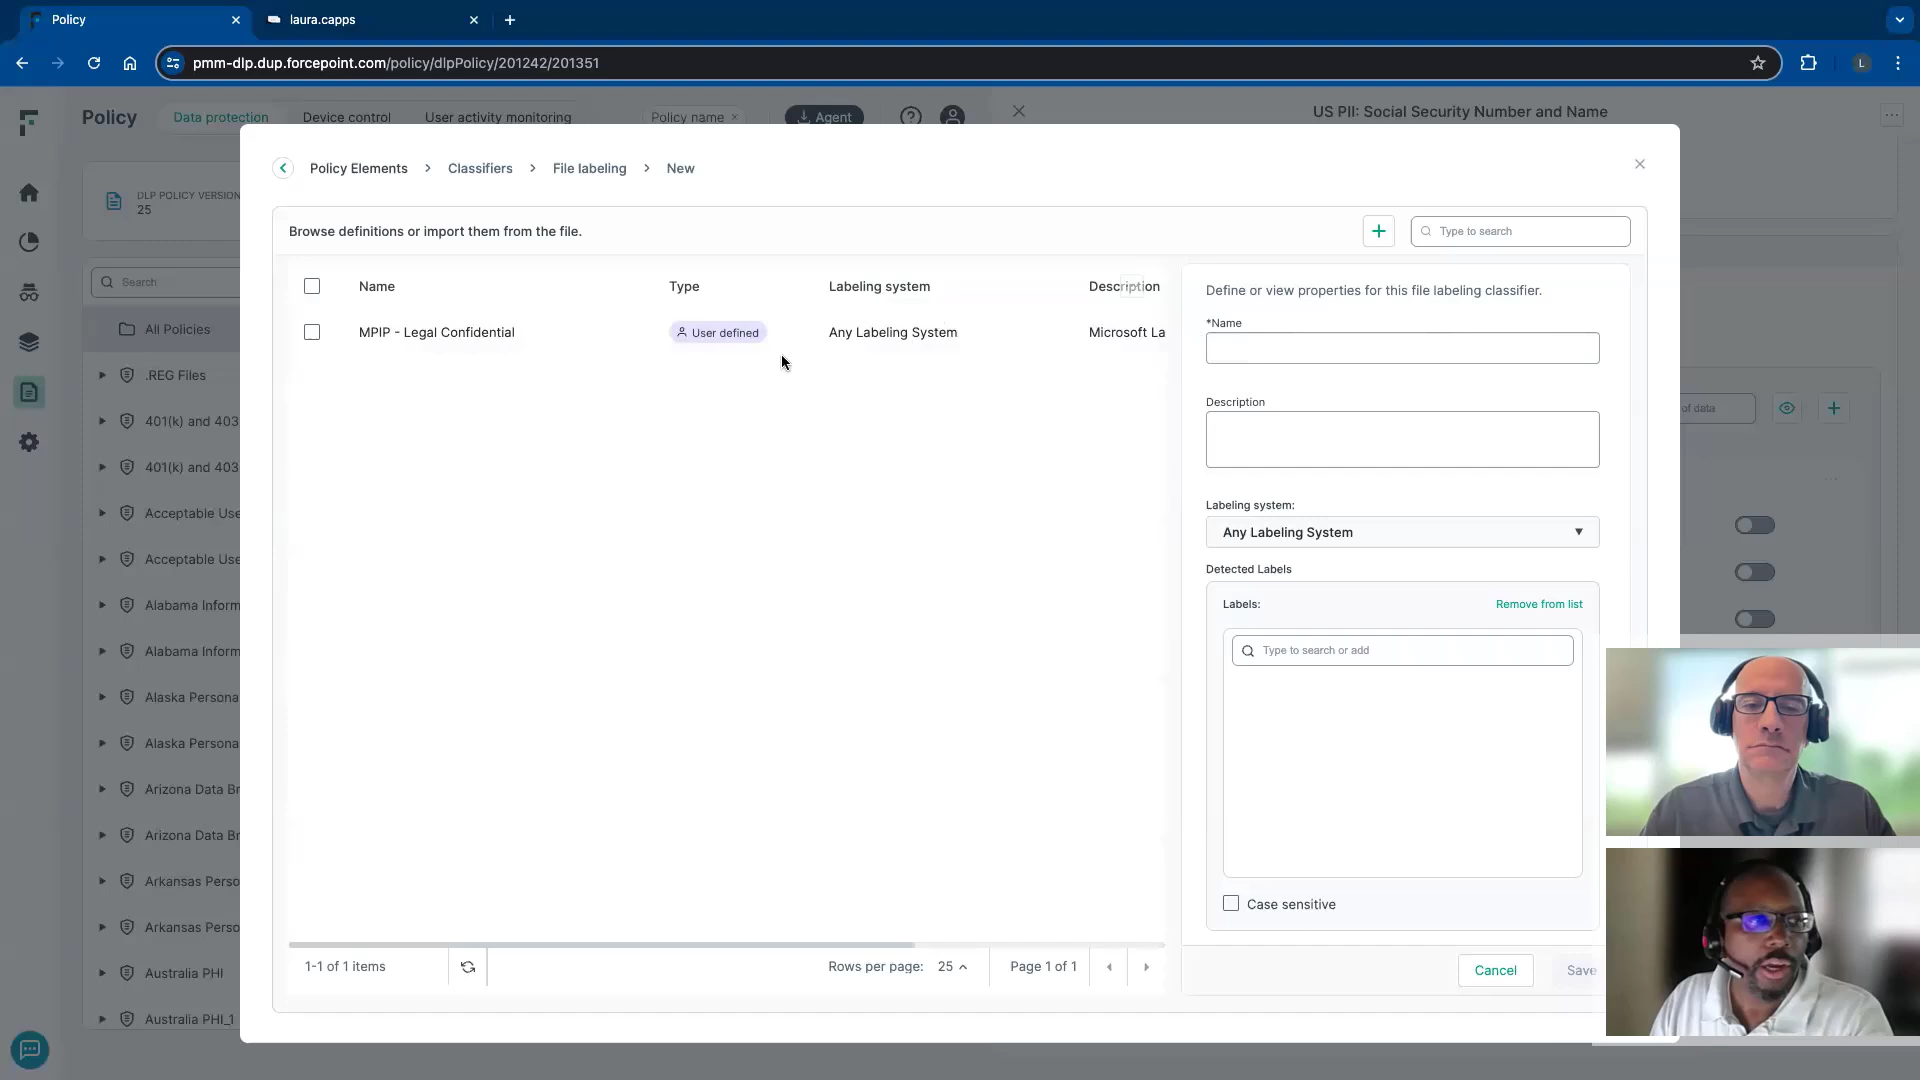 Policy
laura.capps
pmm-dlp.dup.forcepoint.com/policy/dlpPolicy/201242/201351
L
Policy
Data protection
Device control
User activity monitoring
Policy name ×
Agent
US PII: Social Security Number and Name
DLP POLICY VERSION
25
Search
All Policies
.REG Files
401(k) and 403
401(k) and 403
Acceptable Use
Acceptable Use
Alabama Inform
Alabama Inform
Alaska Persona
Alaska Persona
Arizona Data Br
Arizona Data Br
Arkansas Perso
Arkansas Perso
Australia PHI
Australia PHI_1
of data
Policy Elements > Classifiers > File labeling > New
Browse definitions or import them from the file.
Type to search
Name Type Labeling system Description
MPIP - Legal Confidential User defined Any Labeling System Microsoft La
1-1 of 1 items
Rows per page: 25
Page 1 of 1
Define or view properties for this file labeling classifier.
*Name
Description
Labeling system:
Any Labeling System
Detected Labels
Labels:
Remove from list
Type to search or add
Case sensitive
Cancel
Save